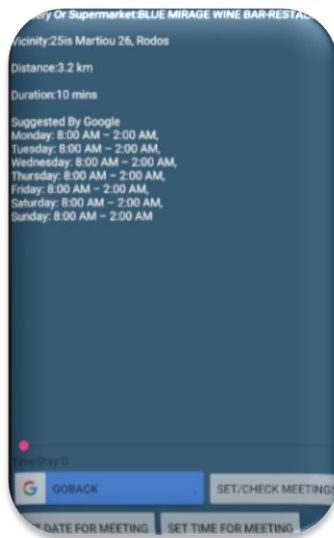 Or Supermarket:BLUE MIRAGE WINE BAR-RESTAU
Vicinity:25is Martiou 26, Rodos
Distance:3.2 km
Duration:10 mins
Suggested By Google
Monday: 8:00 AM – 2:00 AM,
Tuesday: 8:00 AM – 2:00 AM,
Wednesday: 8:00 AM – 2:00 AM,
Thursday: 8:00 AM – 2:00 AM,
Friday: 8:00 AM – 2:00 AM,
Saturday: 8:00 AM – 2:00 AM,
Sunday: 8:00 AM – 2:00 AM
TimeStay:0
G GOBACK SET/CHECK MEETINGS
DATE FOR MEETING SET TIME FOR MEETING